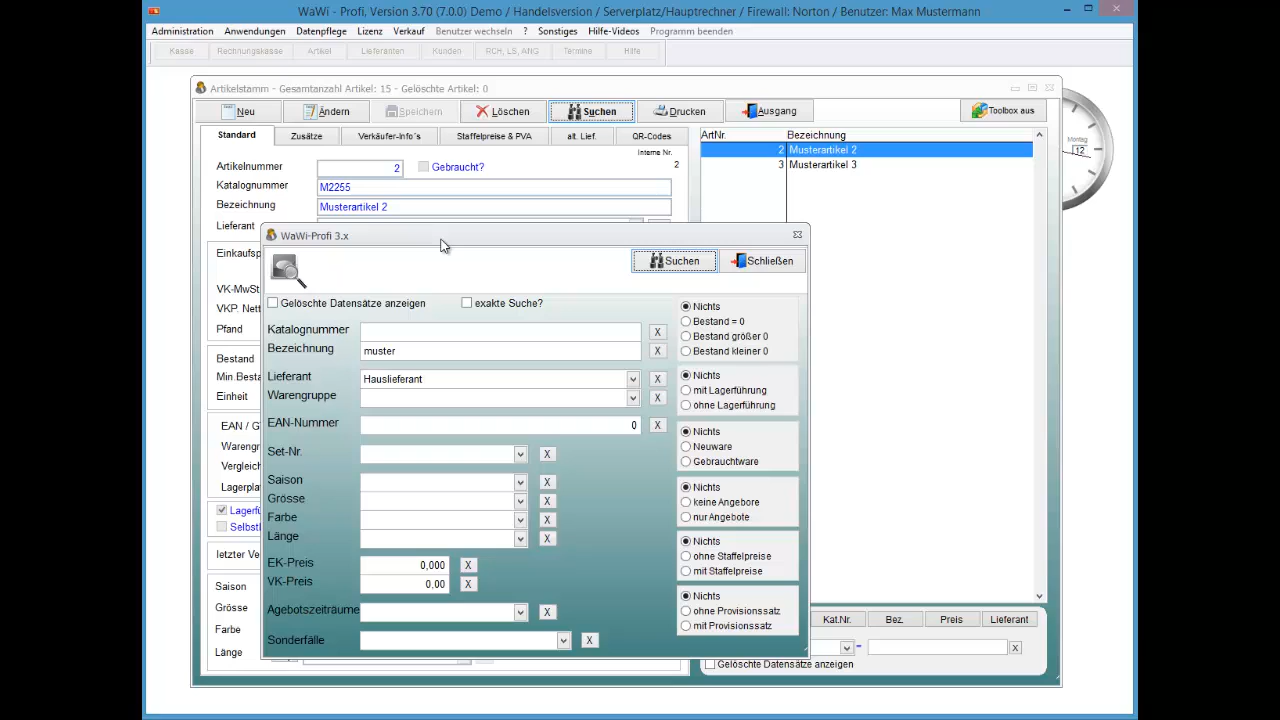 WaWi - Profi, Version 3.70 (7.0.0) Demo / Handelsversion / Serverplatz/Hauptrechner / Firewall: Norton / Benutzer: Max Mustermann
Administration Anwendungen Datenpflege Lizenz Verkauf Benutzer wechseln ? Sonstiges Hilfe-Videos Programm beenden
Kasse Rechnungskasse Artikel Lieferanten Kunden RCH, LS, ANG Termine Hilfe
Artikelstamm - Gesamtanzahl Artikel: 15 - Gelöschte Artikel: 0
Neu Ändern Speichern Löschen Suchen Drucken Ausgang Toolbox aus
Standard Zusätze Verkäufer-Info´s Staffelpreise & PVA alt. Lief. QR-Codes
ArtNr. Bezeichnung
2 Musterartikel 2
3 Musterartikel 3
Montag
12
Interne Nr.
2
Artikelnummer 2 Gebraucht?
Katalognummer M2255
Bezeichnung Musterartikel 2
Lieferant
Einkaufsp
VK-MwSt
VKP. Nett
Pfand
Bestand
Min.Besta
Einheit
EAN / G
Warengr
Vergleich
Lagerplat
Lagerfü
Selbstl
letzter Ve
Saison
Grösse
Farbe
Länge
WaWi-Profi 3.x
Suchen Schließen
Gelöschte Datensätze anzeigen exakte Suche?
Katalognummer X
Bezeichnung muster X
Lieferant Hauslieferant X
Warengruppe X
EAN-Nummer 0 X
Set-Nr. X
Saison X
Grösse X
Farbe X
Länge X
EK-Preis 0,000 X
VK-Preis 0,00 X
Agebotszeiträume X
Sonderfälle X
Nichts
Bestand = 0
Bestand größer 0
Bestand kleiner 0
Nichts
mit Lagerführung
ohne Lagerführung
Nichts
Neuware
Gebrauchtware
Nichts
keine Angebore
nur Angebote
Nichts
ohne Staffelpreise
mit Staffelpreise
Nichts
ohne Provisionssatz
mit Provisionssatz
Kat.Nr. Bez. Preis Lieferant
= X
Gelöschte Datensätze anzeigen